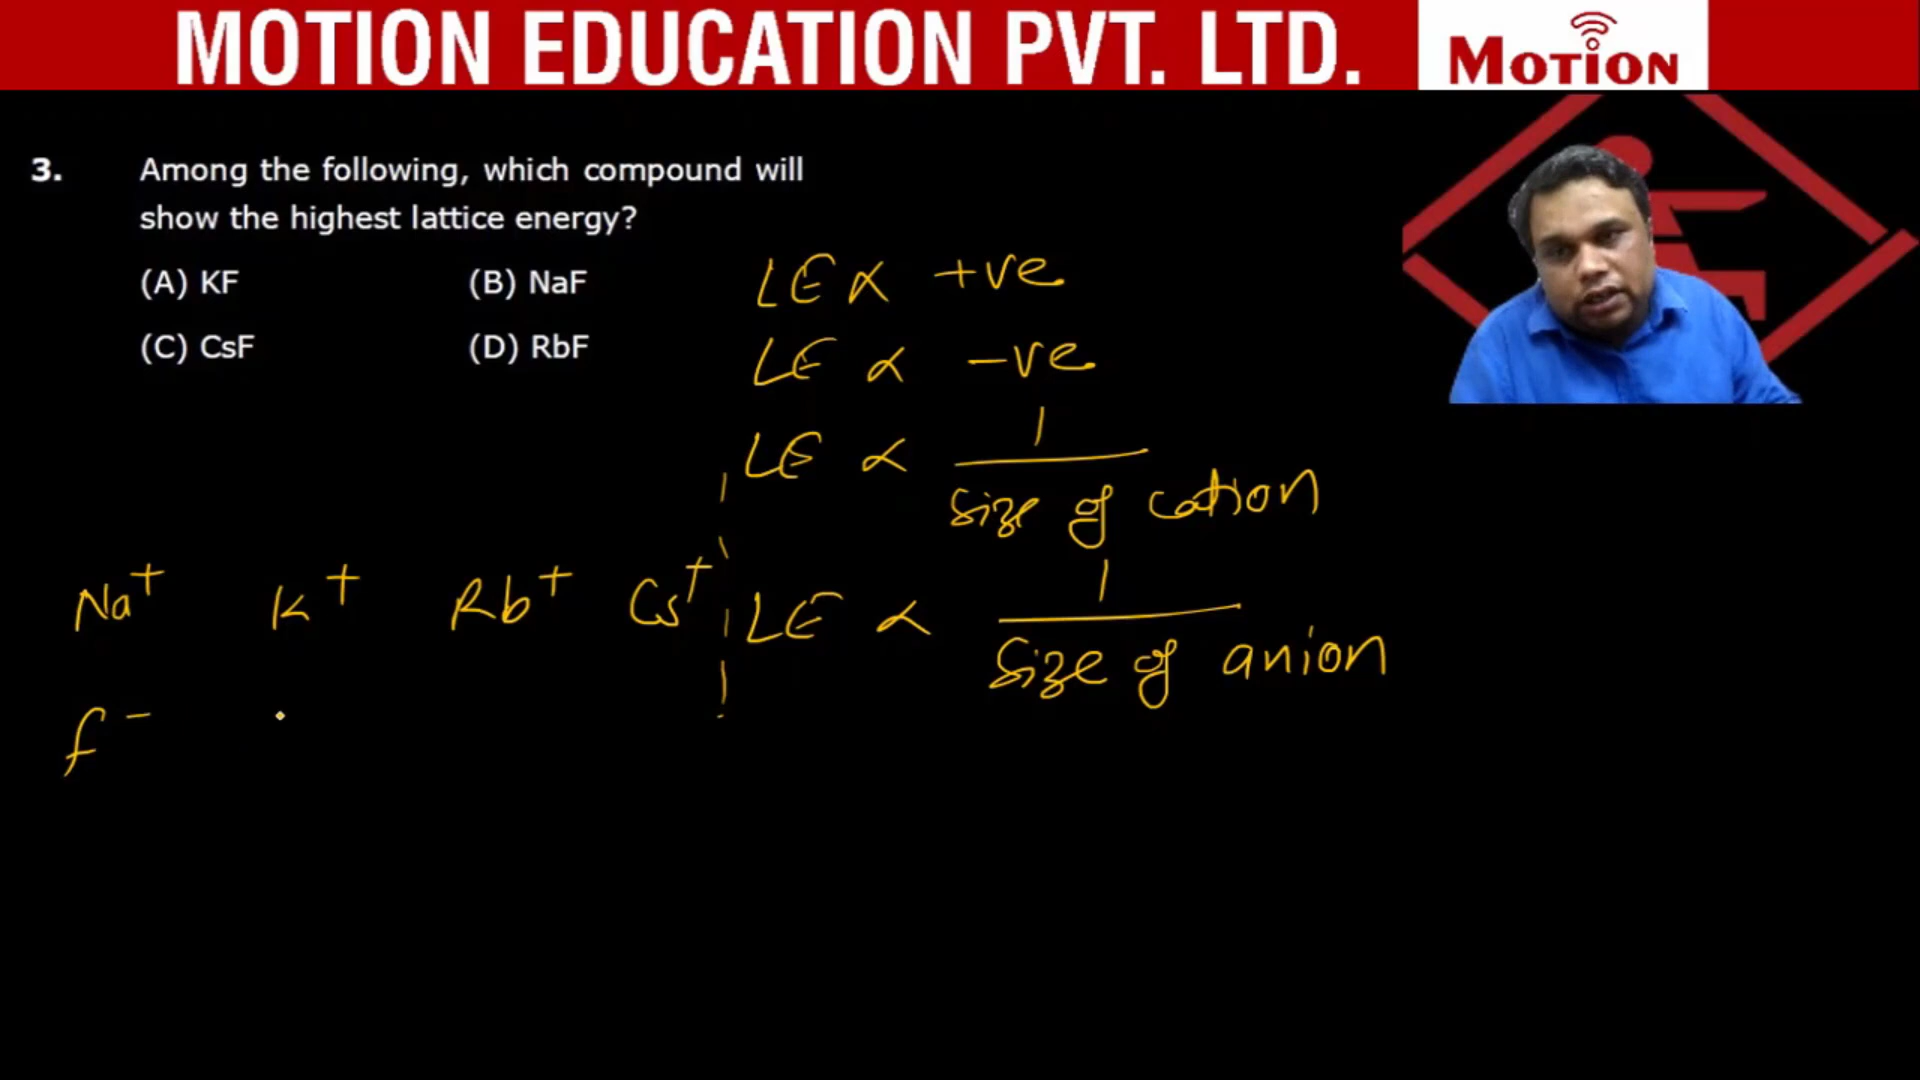 MOTION EDUCATION PVT. LTD.
MOTION
3. Among the following, which compound will
show the highest lattice energy?
(A) KF (B) NaF
(C) CsF (D) RbF
LE ∝ +ve
LE ∝ -ve
LE ∝ 1
size of cation
Na+ K+ Rb+ Cs+
LE ∝ 1
size of anion
f-